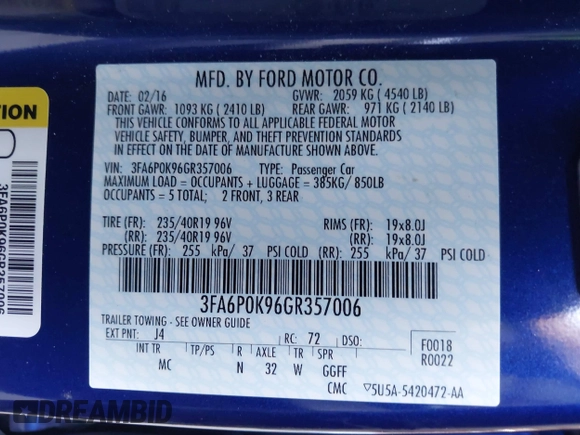 MFD. BY FORD MOTOR CO.
DATE: 02/16 GVWR: 2059 KG ( 4540 LB)
FRONT GAWR: 1093 KG ( 2410 LB) REAR GAWR: 971 KG ( 2140 LB)
THIS VEHICLE CONFORMS TO ALL APPLICABLE FEDERAL MOTOR
VEHICLE SAFETY, BUMPER, AND THEFT PREVENTION STANDARDS
IN EFFECT ON THE DATE OF MANUFACTURE SHOWN ABOVE.
VIN: 3FA6P0K96GR357006 TYPE: Passenger Car
MAXIMUM LOAD = OCCUPANTS + LUGGAGE = 385KG/ 850LB
OCCUPANTS = 5 TOTAL; 2 FRONT, 3 REAR
TIRE (FR): 235/40R19 96V RIMS (FR): 19x8.0J
(RR): 235/40R19 96V (RR): 19x8.0J
PRESSURE (FR): 255 kPa/ 37 PSI COLD (RR): 255 kPa/ 37 PSI COLD
3FA6P0K96GR357006
TRAILER TOWING - SEE OWNER GUIDE
EXT PNT: J4 RC: 72 DSO:
F0018
R0022
INT TR TP/PS R AXLE TR SPR
MC N 32 W GGFF
CMC 5U5A-5420472-AA
TION
3FA6P0K96GR357006
DREAMBID